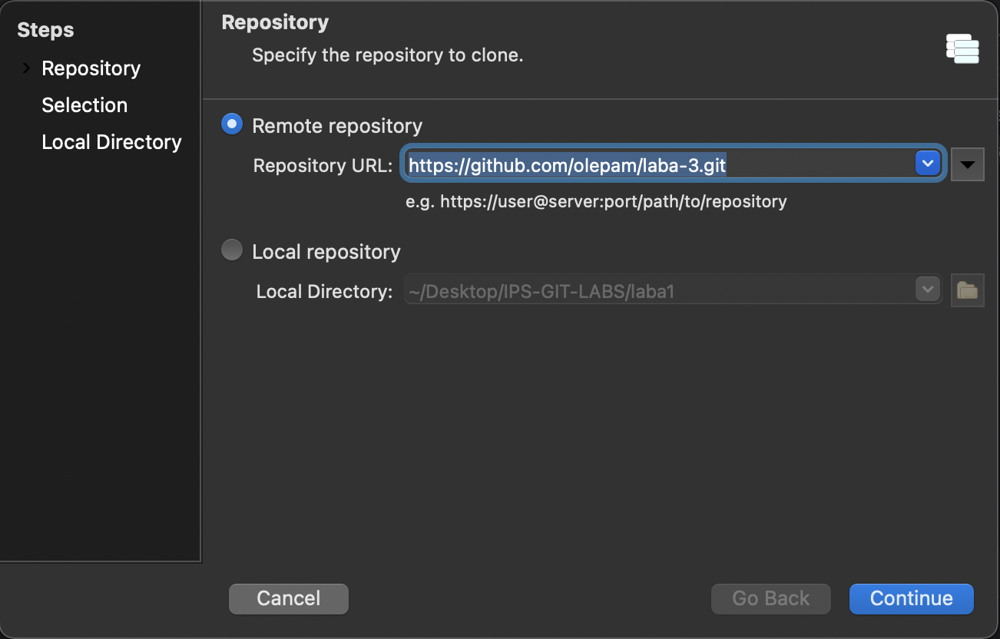 Steps
Repository
Selection
Local Directory
Repository
Specify the repository to clone.
Remote repository
Repository URL: https://github.com/olepam/laba-3.git
e.g. https://user@server:port/path/to/repository
Local repository
Local Directory: ~/Desktop/IPS-GIT-LABS/laba1
Cancel
Go Back
Continue